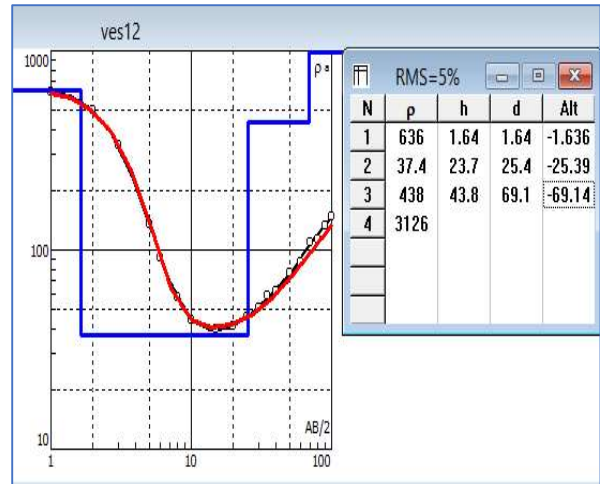 ves12
1000
ρa
100
10
AB/2
1 10 100
RMS=5%
N ρ h d Alt
1 636 1.64 1.64 -1.636
2 37.4 23.7 25.4 -25.39
3 438 43.8 69.1 -69.14
4 3126